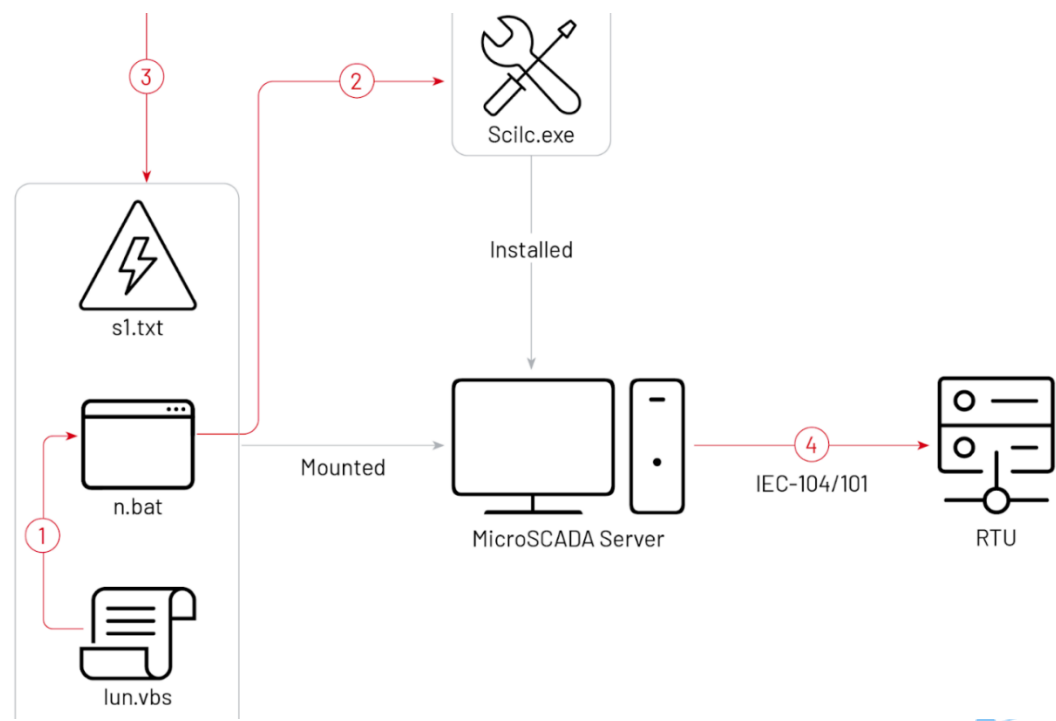 3
2
Scilc.exe
Installed
s1.txt
Mounted
4
IEC-104/101
n.bat
MicroSCADA Server
RTU
1
lun.vbs